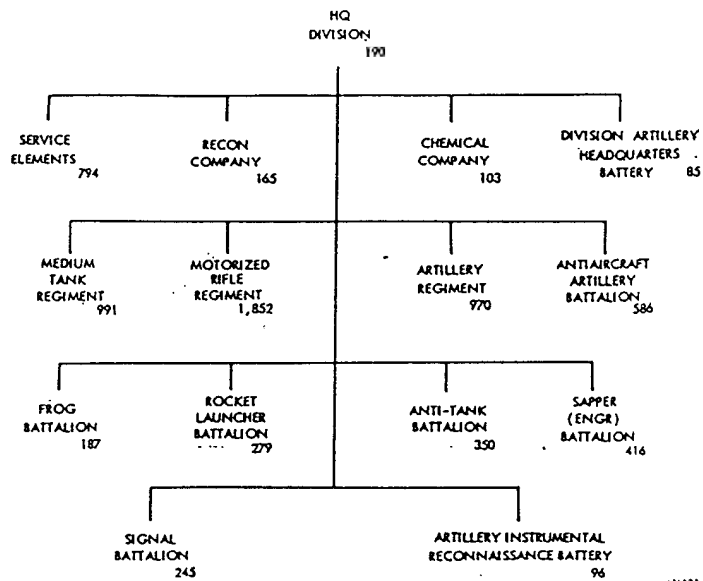 HQ
DIVISION
190
SERVICE
ELEMENTS
794
RECON
COMPANY
165
CHEMICAL
COMPANY
103
DIVISION ARTILLERY
HEADQUARTERS
BATTERY
85
MEDIUM
TANK
REGIMENT
991
MOTORIZED
RIFLE
REGIMENT
1,852
ARTILLERY
REGIMENT
970
ANTIAIRCRAFT
ARTILLERY
BATTALION
586
FROG
BATTALION
187
ROCKET
LAUNCHER
BATTALION
279
ANTI-TANK
BATTALION
350
SAPPER
(ENGR)
BATTALION
416
SIGNAL
BATTALION
245
ARTILLERY INSTRUMENTAL
RECONNAISSANCE BATTERY
96